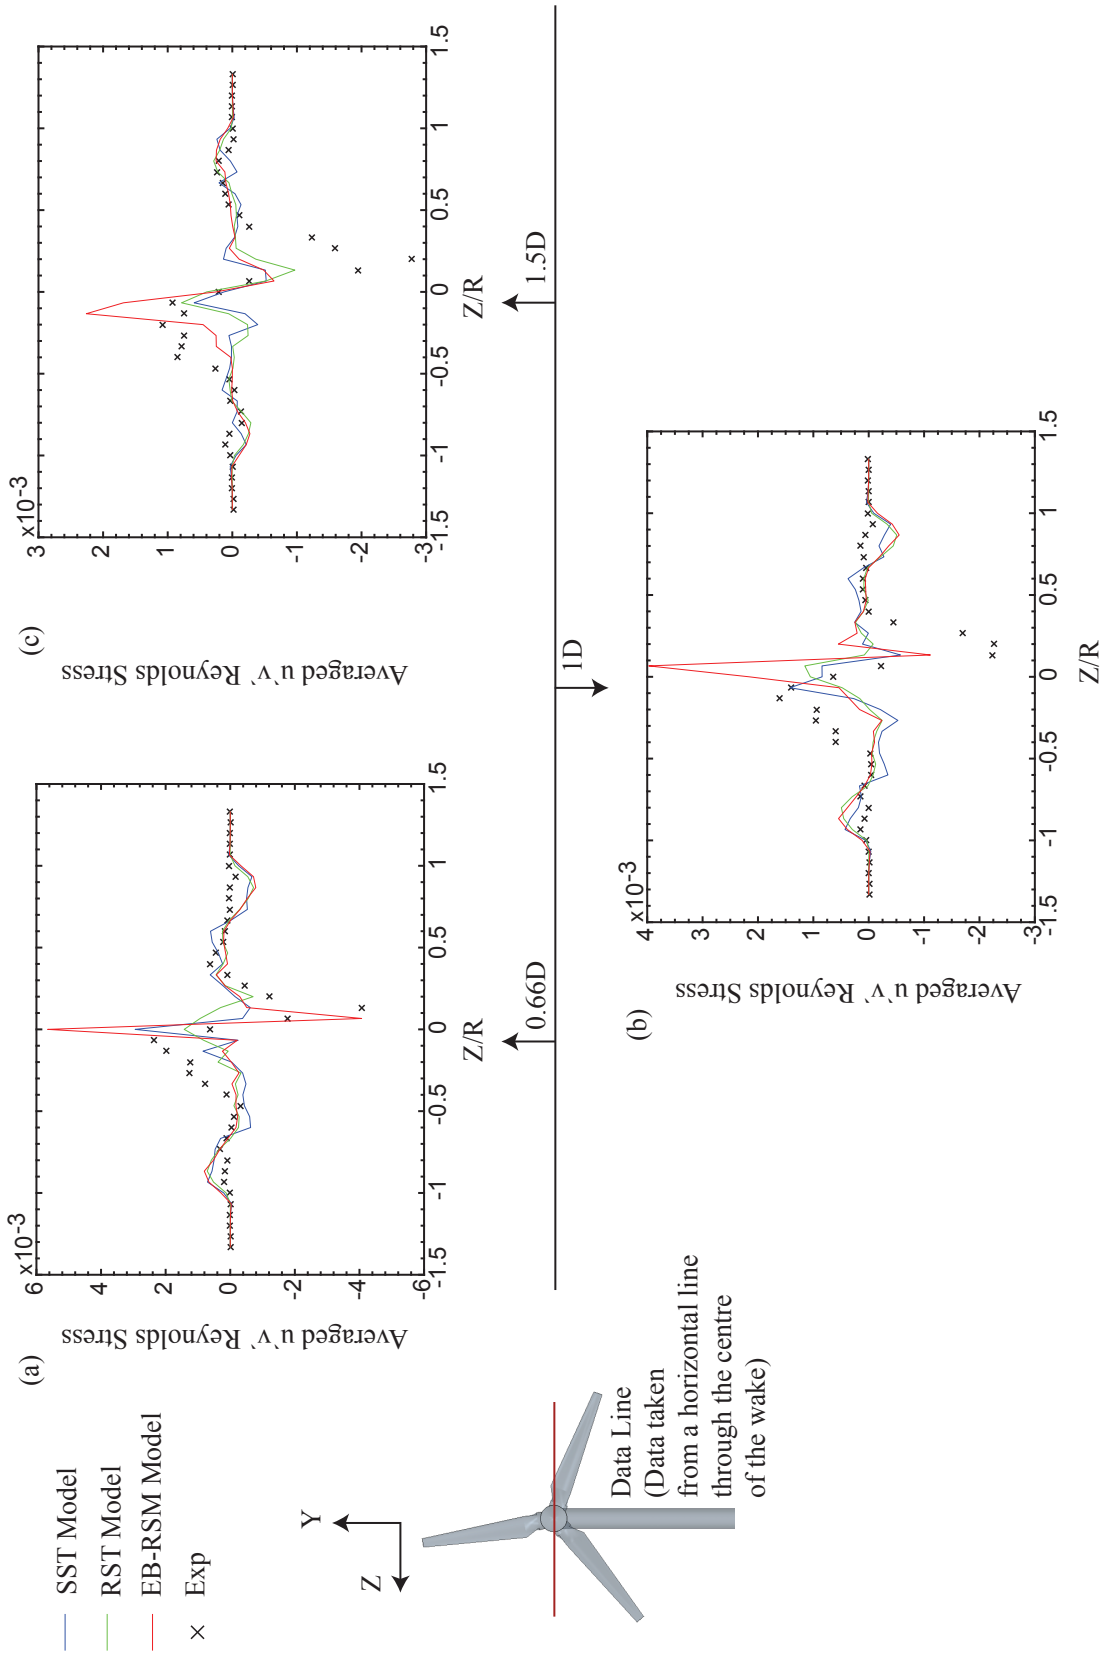 SST Model
RST Model
EB-RSM Model
Exp
Y
Z
Data Line
(Data taken
from a horizontal line
through the centre
of the wake)
(a)
x10-3
6
4
2
0
-2
-4
-6
-1.5
-1
-0.5
0
0.5
1
1.5
Averaged u`v` Reynolds Stress
Z/R
0.66D
1D
1.5D
(b)
x10-3
4
3
2
1
0
-1
-2
-3
-1.5
-1
-0.5
0
0.5
1
1.5
Averaged u`v` Reynolds Stress
Z/R
(c)
x10-3
3
2
1
0
-1
-2
-3
-1.5
-1
-0.5
0
0.5
1
1.5
Averaged u`v` Reynolds Stress
Z/R